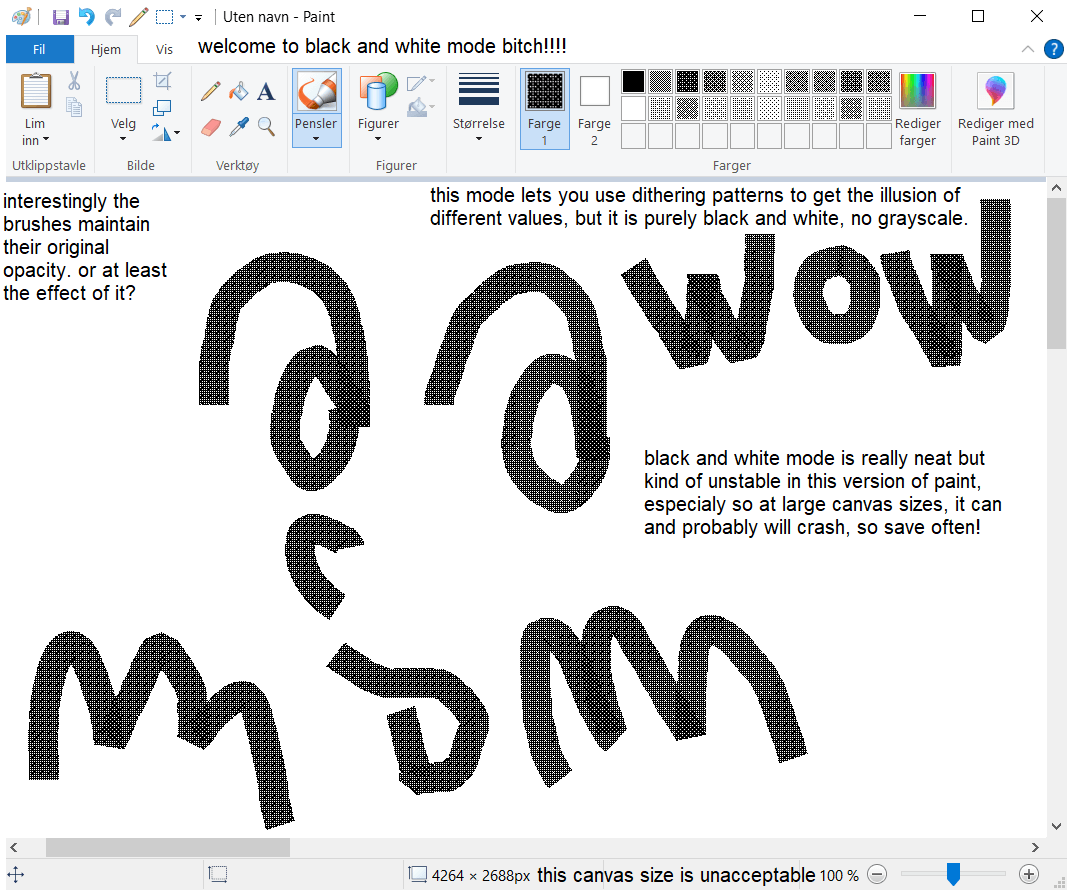 Uten navn - Paint
Fil Hjem Vis welcome to black and white mode bitch!!!!
Lim inn
Velg
Pensler
Figurer
Størrelse
Farge 1
Farge 2
Rediger farger
Rediger med Paint 3D
Utklippstavle Bilde Verktøy Figurer Farger
interestingly the
brushes maintain
their original
opacity. or at least
the effect of it?
this mode lets you use dithering patterns to get the illusion of
different values, but it is purely black and white, no grayscale.
wow
black and white mode is really neat but
kind of unstable in this version of paint,
especialy so at large canvas sizes, it can
and probably will crash, so save often!
4264 × 2688px this canvas size is unacceptable 100 %